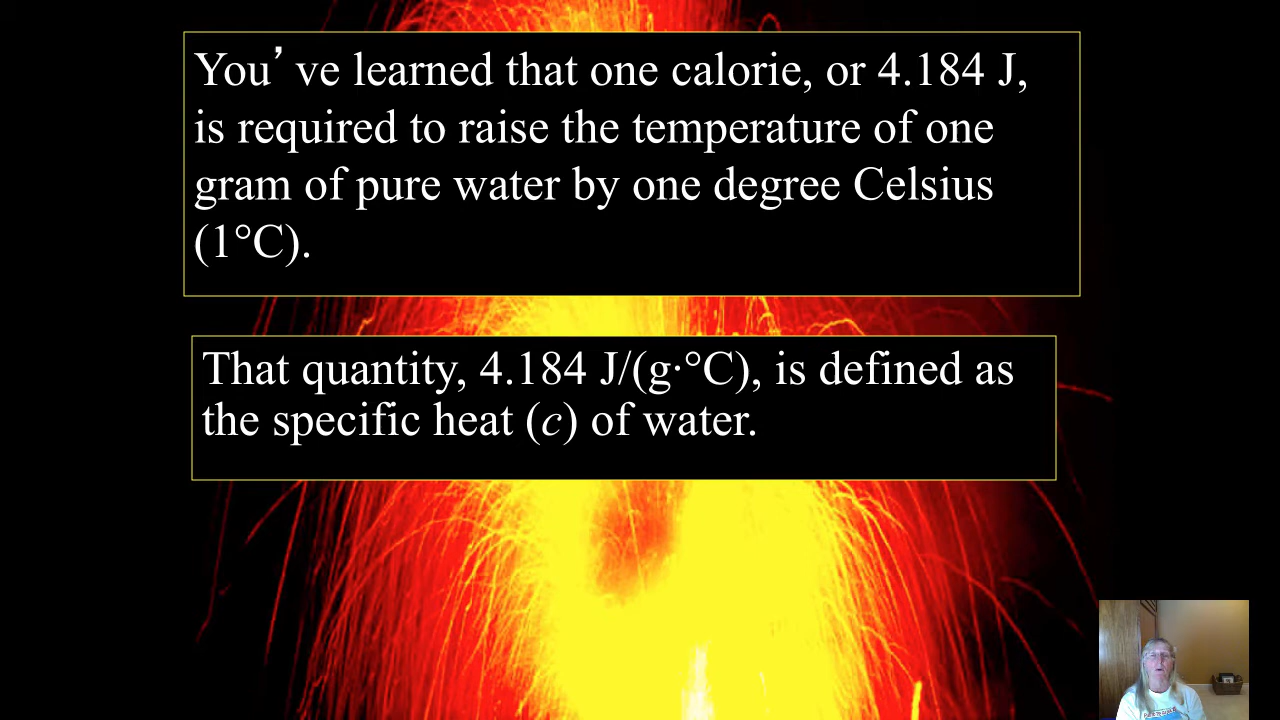 You’ ve learned that one calorie, or 4.184 J,
is required to raise the temperature of one
gram of pure water by one degree Celsius
(1°C).
That quantity, 4.184 J/(g·°C), is defined as
the specific heat (c) of water.